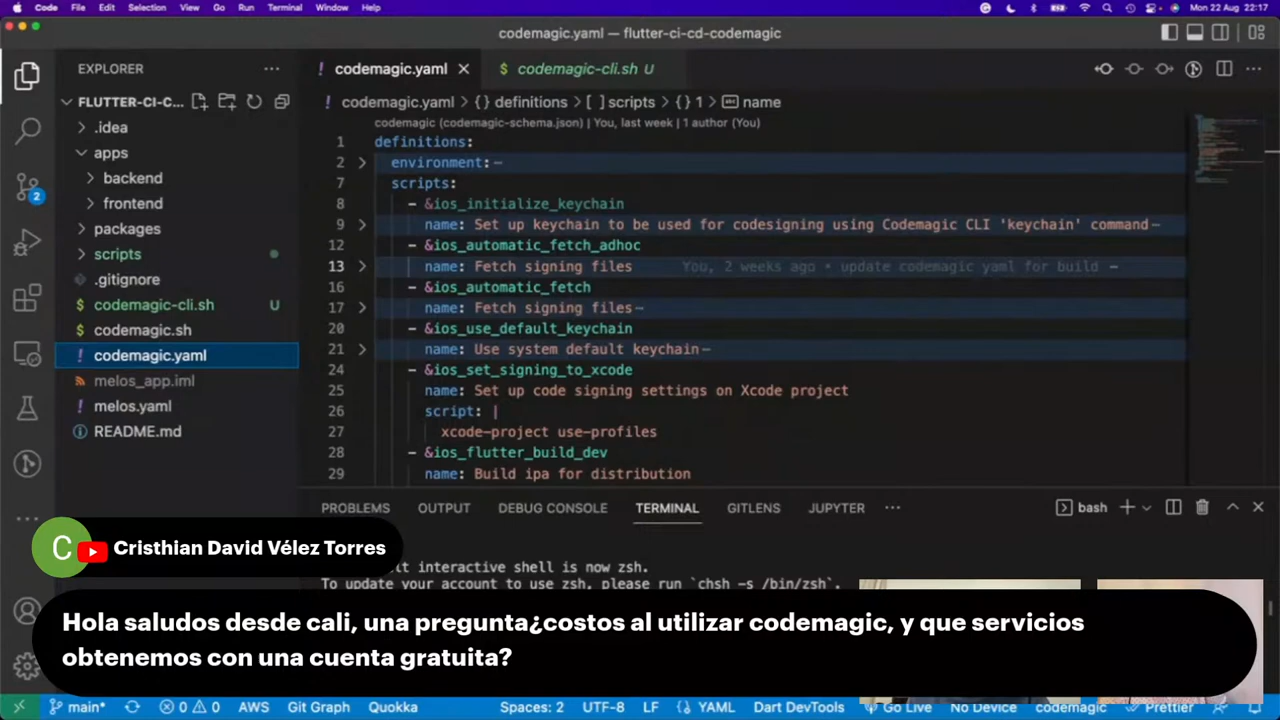 Code File Edit Selection View Go Run Terminal Window Help
Mon 22 Aug 22:17
codemagic.yaml — flutter-ci-cd-codemagic
EXPLORER
FLUTTER-CI-C...
.idea
apps
backend
frontend
packages
scripts
.gitignore
codemagic-cli.sh U
codemagic.sh
codemagic.yaml
melos_app.iml
melos.yaml
README.md
2
! codemagic.yaml
$ codemagic-cli.sh U
! codemagic.yaml > {} definitions > [ ] scripts > {} 1 > abc name
codemagic (codemagic-schema.json) | You, last week | 1 author (You)
1 definitions:
2 environment:
7 scripts:
8 - &ios_initialize_keychain
9 name: Set up keychain to be used for codesigning using Codemagic CLI 'keychain' command
12 - &ios_automatic_fetch_adhoc
13 name: Fetch signing files You, 2 weeks ago • update codemagic yaml for build
16 - &ios_automatic_fetch
17 name: Fetch signing files
20 - &ios_use_default_keychain
21 name: Use system default keychain
24 - &ios_set_signing_to_xcode
25 name: Set up code signing settings on Xcode project
26 script: |
27 xcode-project use-profiles
28 - &ios_flutter_build_dev
29 name: Build ipa for distribution
PROBLEMS OUTPUT DEBUG CONSOLE TERMINAL GITLENS JUPYTER
bash
interactive shell is now zsh.
To update your account to use zsh, please run `chsh -s /bin/zsh`.
C
Cristhian David Vélez Torres
Hola saludos desde cali, una pregunta¿costos al utilizar codemagic, y que servicios
obtenemos con una cuenta gratuita?
main* 0 0 AWS Git Graph Quokka Spaces: 2 UTF-8 LF {} YAML Dart DevTools Go Live No Device codemagic Prettier